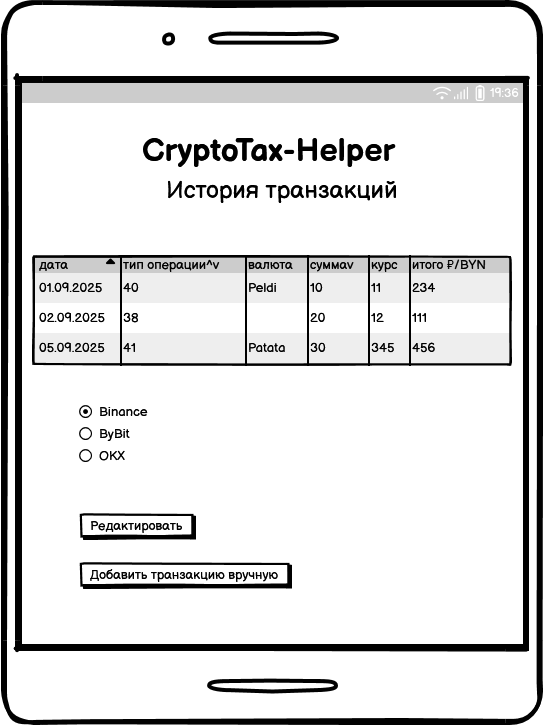 19:36
CryptoTax-Helper
История транзакций
дата тип операции^v валюта суммаv курс итого ₽/BYN
01.09.2025 40 Peldi 10 11 234
02.09.2025 38 20 12 111
05.09.2025 41 Patata 30 345 456
Binance
ByBit
OKX
Редактировать
Добавить транзакцию вручную